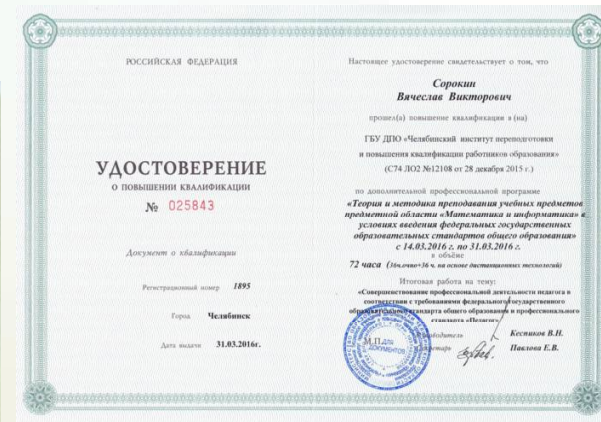 РОССИЙСКАЯ ФЕДЕРАЦИЯ
УДОСТОВЕРЕНИЕ
О ПОВЫШЕНИИ КВАЛИФИКАЦИИ
№ 025843
Документ о квалификации
Регистрационный номер 1895
Город Челябинск
Дата выдачи 31.03.2016г.
Настоящее удостоверение свидетельствует о том, что
Сорокин
Вячеслав Викторович
прошел(а) повышение квалификации в (на)
ГБУ ДПО «Челябинский институт переподготовки
и повышения квалификации работников образования»
(С74 ЛО2 №12108 от 28 декабря 2015 г.)
по дополнительной профессиональной программе
«Теория и методика преподавания учебных предметов
предметной области «Математика и информатика» в
условиях введения федеральных государственных
образовательных стандартов общего образования»
с 14.03.2016 г. по 31.03.2016 г.
в объёме
72 часа (36ч.очно+36 ч. на основе дистанционных технологий)
Итоговая работа на тему:
«Совершенствование профессиональной деятельности педагога в
соответствии с требованиями федерального государственного
образовательного стандарта общего образования и профессионального
стандарта «Педагог»
М.П. Руководитель Кеспиков В.Н.
ДЛЯ ДОКУМЕНТОВ
Секретарь Павлова Е.В.